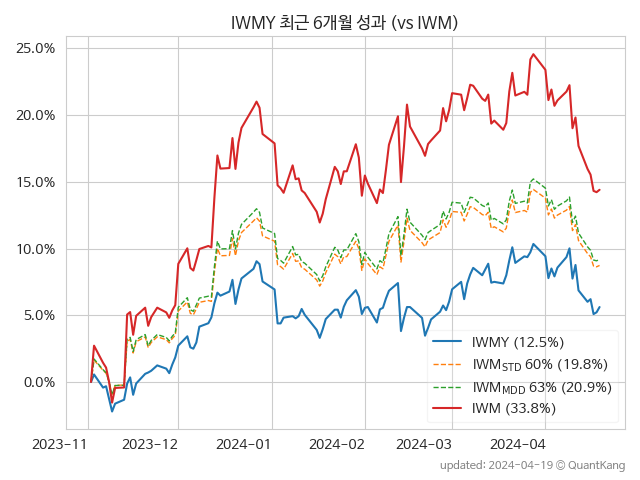 IWMY 최근 6개월 성과 (vs IWM)
25.0%
20.0%
15.0%
10.0%
5.0%
0.0%
IWMY (12.5%)
IWM_STD 60% (19.8%)
IWM_MDD 63% (20.9%)
IWM (33.8%)
2023-11 2023-12 2024-01 2024-02 2024-03 2024-04
updated: 2024-04-19 © QuantKang